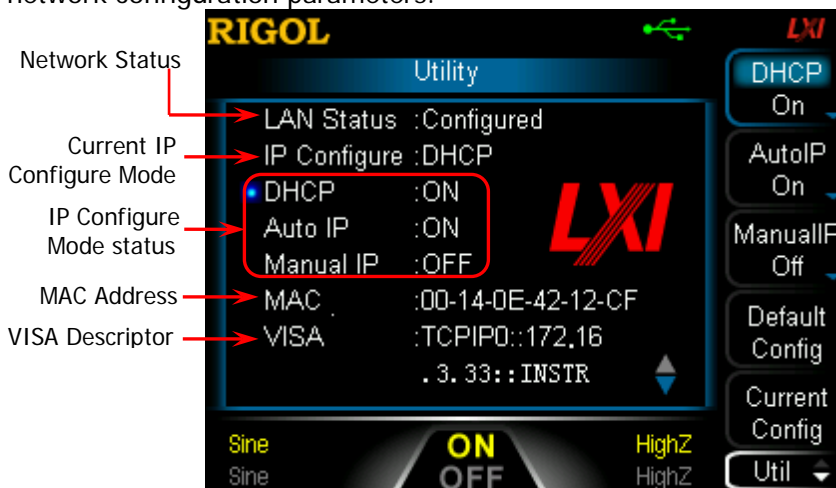 network configuration parameters.
RIGOL
LXI
Network Status
Utility
DHCP
On
LAN Status :Configured
Current IP
Configure Mode
IP Configure :DHCP
AutoIP
On
IP Configure
Mode status
DHCP :ON
Auto IP :ON
Manual IP :OFF
LXI
ManualIP
Off
MAC Address
MAC :00-14-0E-42-12-CF
Default
Config
VISA Descriptor
VISA :TCPIP0::172.16
.3.33::INSTR
Current
Config
Sine ON HighZ
Sine OFF HighZ
Util